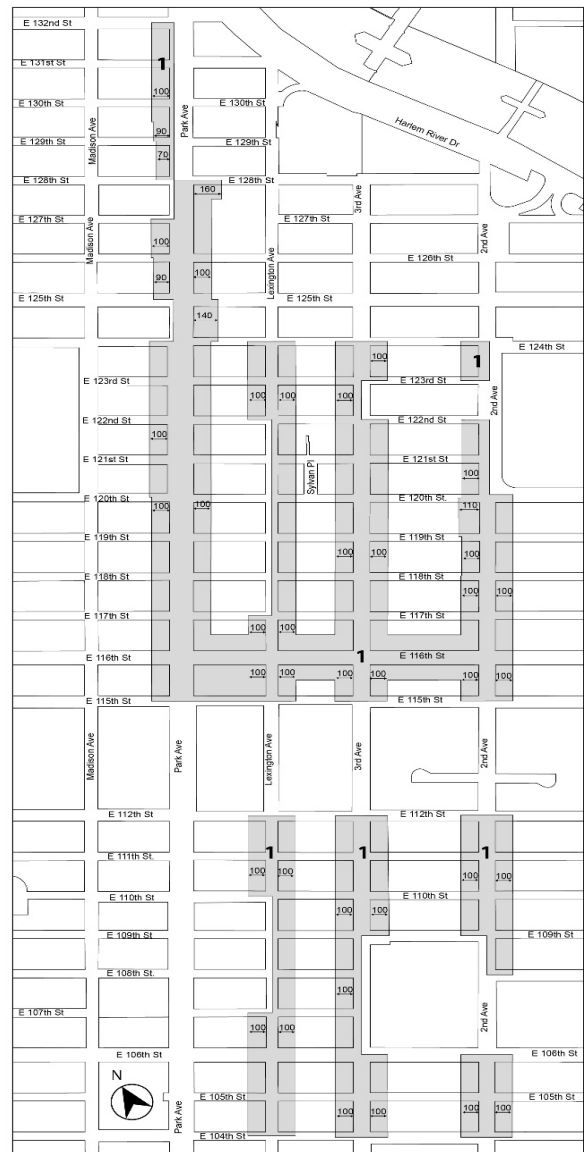 E 132nd St
E 131st St
1
100
E 130th St
E 130th St
Madison Ave
90
Park Ave
Harlem River Dr
E 129th St
E 129th St
70
E 128th St
E 128th St
160
3rd Ave
E 127th St
E 127th St
Madison Ave
100
2nd Ave
Lexington Ave
E 126th St
90
100
E 125th St
E 125th St
140
E 124th St
100
1
E 123rd St
E 123rd St
100
100
100
2nd Ave
E 122nd St
E 122nd St
100
E 121st St
E 121st St
Sylvan Pl
100
E 120th St
E 120th St.
100
100
110
E 119th St
E 119th St
100
100
100
E 118th St
E 118th St
100
100
E 117th St
E 117th St
100
100
E 116th St
1
E 116th St
100
100
100
100
100
100
E 115th St
E 115th St
Madison Ave
Park Ave
Lexington Ave
3rd Ave
2nd Ave
E 112th St
E 112th St
1
1
1
E 111th St.
100
100
100
100
E 110th St
E 110th St
100
100
E 109th St
E 109th St
E 108th St.
100
E 107th St
2nd Ave
100
100
E 106th St
E 106th St
N
E 105th St
E 105th St
Park Ave
100
100
100
100
E 104th St